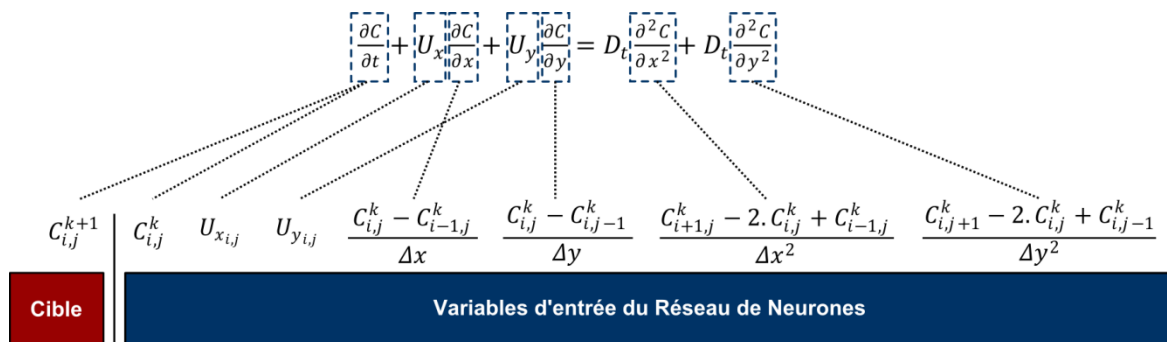 ∂C/∂t + U_x ∂C/∂x + U_y ∂C/∂y = D_t ∂²C/∂x² + D_t ∂²C/∂y²
C_{i,j}^{k+1} | C_{i,j}^{k} U_{x_{i,j}} U_{y_{i,j}} (C_{i,j}^{k} − C_{i−1,j}^{k})/Δx (C_{i,j}^{k} − C_{i,j−1}^{k})/Δy (C_{i+1,j}^{k} − 2.C_{i,j}^{k} + C_{i−1,j}^{k})/Δx² (C_{i,j+1}^{k} − 2.C_{i,j}^{k} + C_{i,j−1}^{k})/Δy²
Cible Variables d'entrée du Réseau de Neurones